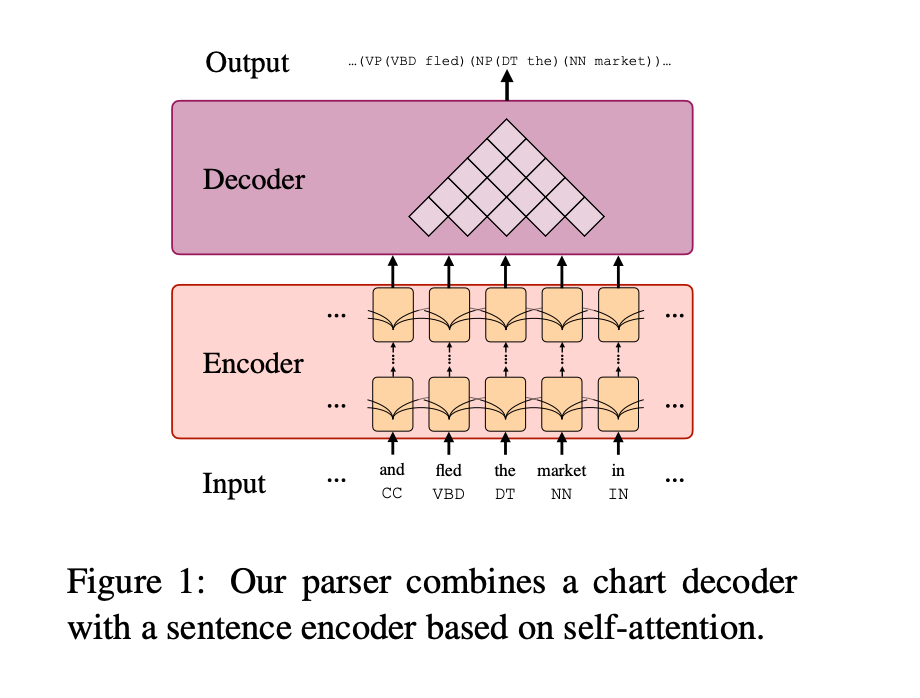 Output …(VP(VBD fled)(NP(DT the)(NN market))…
Decoder
... ...
Encoder
... ...
and fled the market in
Input ... ...
CC VBD DT NN IN
Figure 1: Our parser combines a chart decoder
with a sentence encoder based on self-attention.